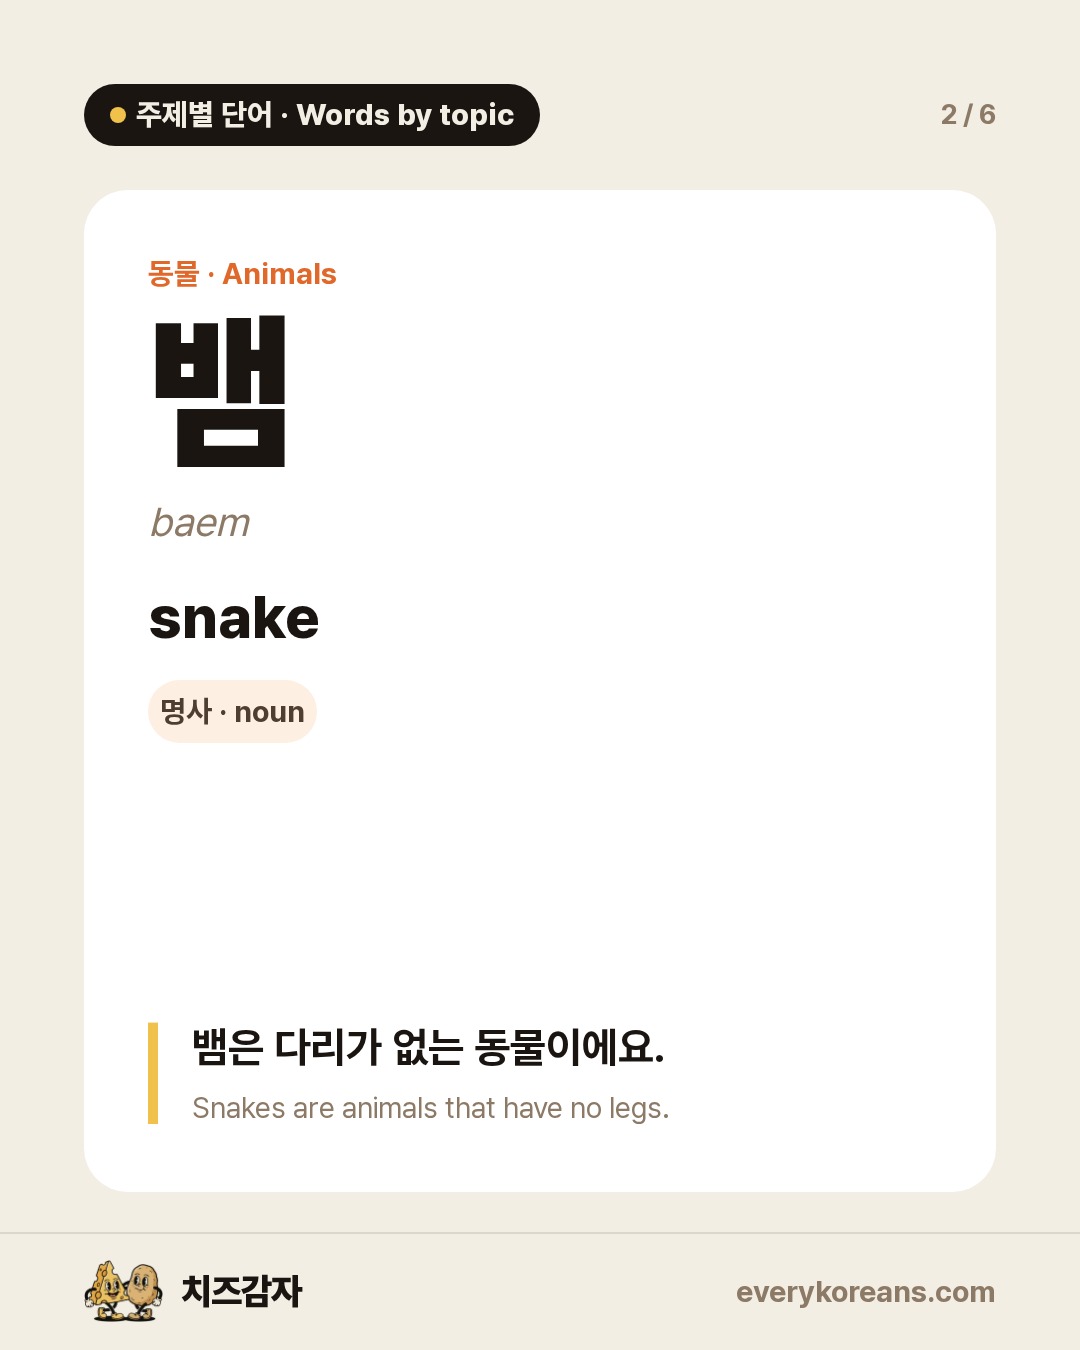 주제별 단어 · Words by topic
2 / 6
동물 · Animals
뱀
baem
snake
명사 · noun
뱀은 다리가 없는 동물이에요.
Snakes are animals that have no legs.
치즈감자
everykoreans.com